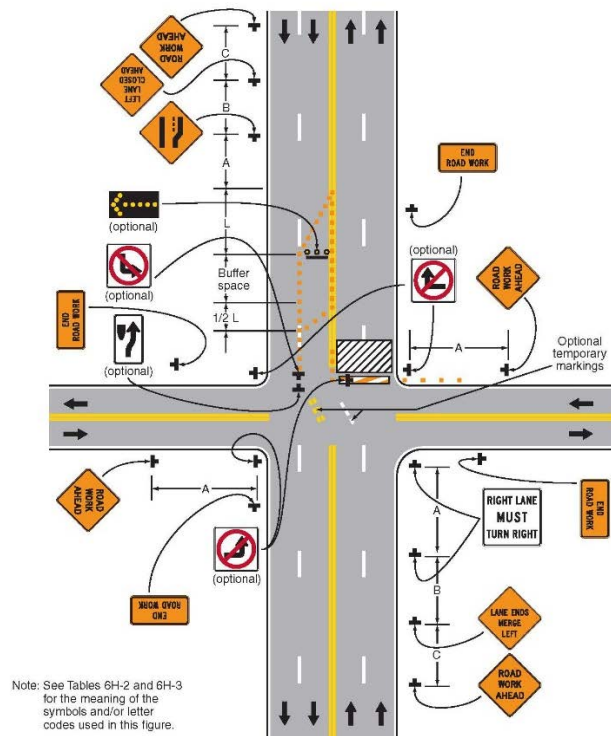 ROAD
WORK
AHEAD
C
LEFT
LANE
CLOSED
AHEAD
B
A
(optional)
L
END
ROAD WORK
(optional)
Buffer
space
(optional)
ROAD
WORK
AHEAD
END
ROAD WORK
1/2 L
A
(optional)
Optional
temporary
markings
ROAD
WORK
AHEAD
A
A
RIGHT LANE
MUST
TURN RIGHT
END
ROAD WORK
(optional)
END
ROAD WORK
B
LANE ENDS
MERGE
LEFT
C
ROAD
WORK
AHEAD
Note: See Tables 6H-2 and 6H-3
for the meaning of the
symbols and/or letter
codes used in this figure.